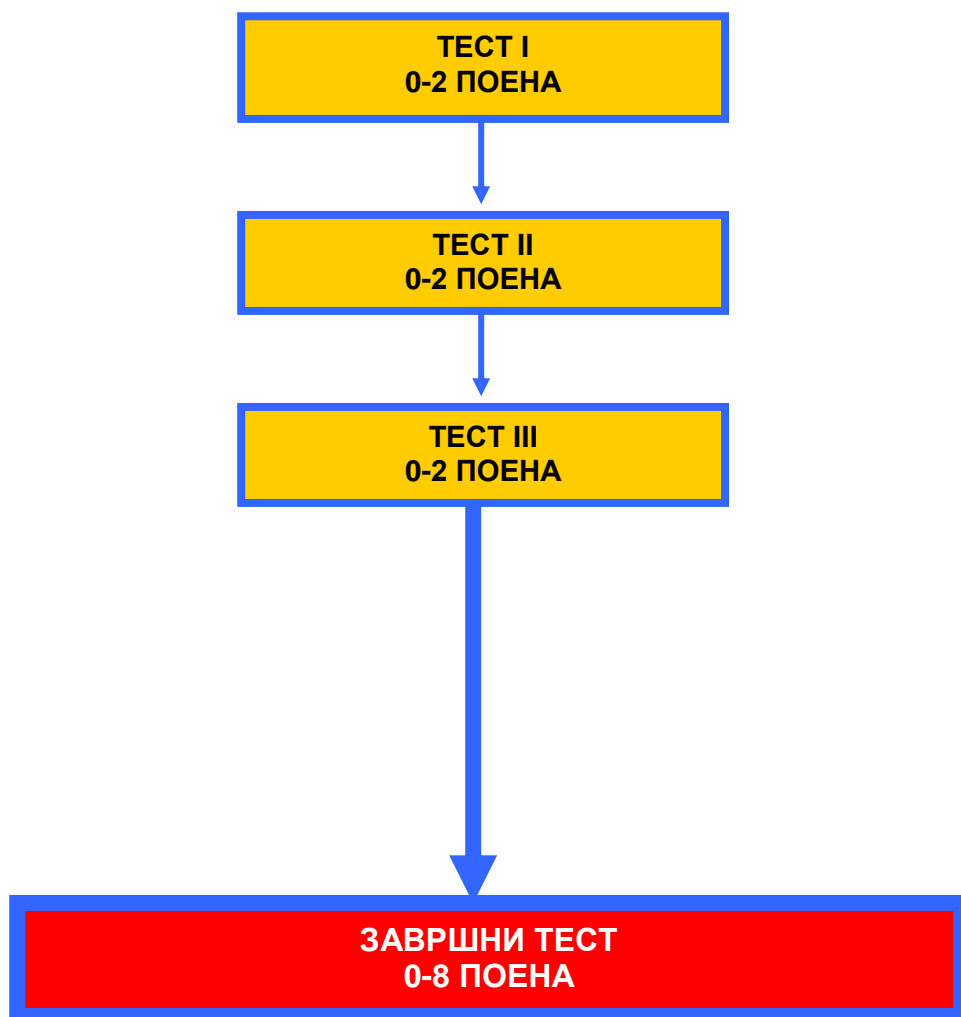 ТЕСТ I
0-2 ПОЕНА
ТЕСТ II
0-2 ПОЕНА
ТЕСТ III
0-2 ПОЕНА
ЗАВРШНИ ТЕСТ
0-8 ПОЕНА